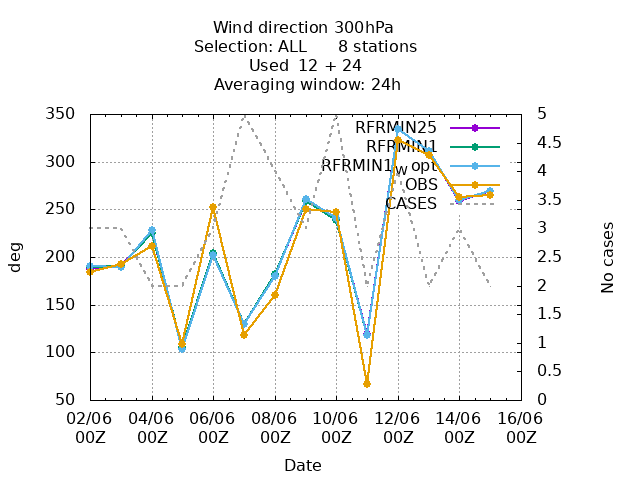 Wind direction 300hPa
Selection: ALL      8 stations
Used  12 + 24
Averaging window: 24h
350
300
250
200
150
100
50
deg
5
4.5
4
3.5
3
2.5
2
1.5
1
0.5
0
No cases
RFRMIN25
RFRMIN1
RFRMIN1_w_opt
OBS
CASES
02/06 04/06 06/06 08/06 10/06 12/06 14/06 16/06
00Z 00Z 00Z 00Z 00Z 00Z 00Z 00Z
Date